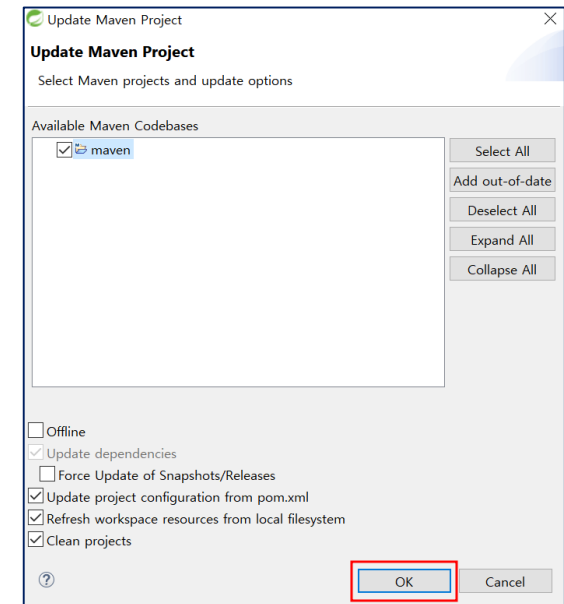 Update Maven Project
Update Maven Project
Select Maven projects and update options
Available Maven Codebases
maven
Select All
Add out-of-date
Deselect All
Expand All
Collapse All
Offline
Update dependencies
Force Update of Snapshots/Releases
Update project configuration from pom.xml
Refresh workspace resources from local filesystem
Clean projects
?
OK
Cancel